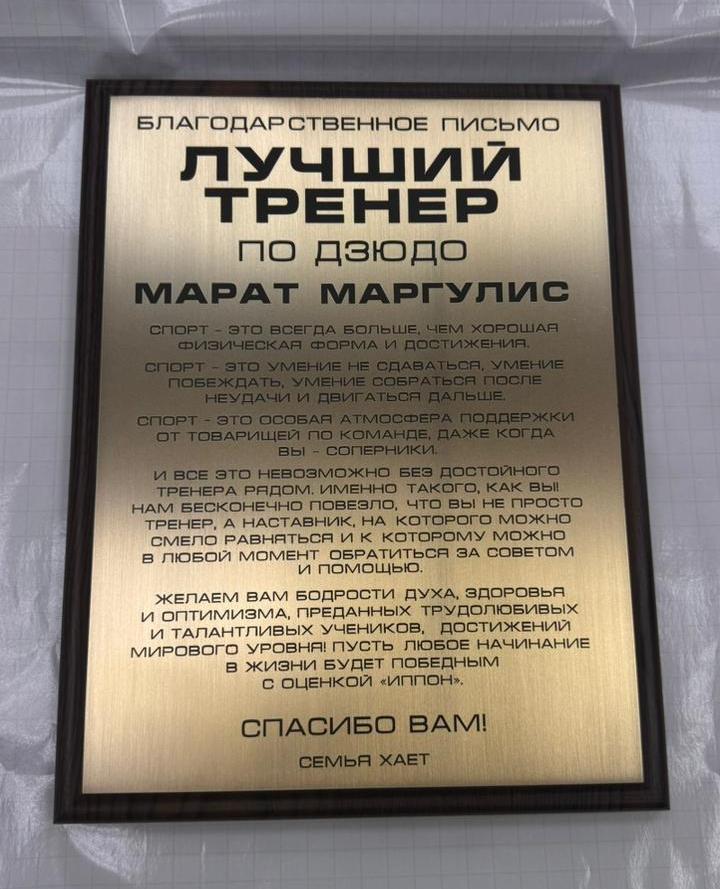 БЛАГОДАРСТВЕННОЕ ПИСЬМО
ЛУЧШИЙ
ТРЕНЕР
ПО ДЗЮДО
МАРАТ МАРГУЛИС
СПОРТ - ЭТО ВСЕГДА БОЛЬШЕ, ЧЕМ ХОРОШАЯ
ФИЗИЧЕСКАЯ ФОРМА И ДОСТИЖЕНИЯ.
СПОРТ - ЭТО УМЕНИЕ НЕ СДАВАТЬСЯ, УМЕНИЕ
ПОБЕЖДАТЬ, УМЕНИЕ СОБРАТЬСЯ ПОСЛЕ
НЕУДАЧИ И ДВИГАТЬСЯ ДАЛЬШЕ.
СПОРТ - ЭТО ОСОБАЯ АТМОСФЕРА ПОДДЕРЖКИ
ОТ ТОВАРИЩЕЙ ПО КОМАНДЕ, ДАЖЕ КОГДА
ВЫ - СОПЕРНИКИ.
И ВСЕ ЭТО НЕВОЗМОЖНО БЕЗ ДОСТОЙНОГО
ТРЕНЕРА РЯДОМ. ИМЕННО ТАКОГО, КАК ВЫ!
НАМ БЕСКОНЕЧНО ПОВЕЗЛО, ЧТО ВЫ НЕ ПРОСТО
ТРЕНЕР, А НАСТАВНИК, НА КОТОРОГО МОЖНО
СМЕЛО РАВНЯТЬСЯ И К КОТОРОМУ МОЖНО
В ЛЮБОЙ МОМЕНТ ОБРАТИТЬСЯ ЗА СОВЕТОМ
И ПОМОЩЬЮ.
ЖЕЛАЕМ ВАМ БОДРОСТИ ДУХА, ЗДОРОВЬЯ
И ОПТИМИЗМА, ПРЕДАННЫХ ТРУДОЛЮБИВЫХ
И ТАЛАНТЛИВЫХ УЧЕНИКОВ, ДОСТИЖЕНИЙ
МИРОВОГО УРОВНЯ! ПУСТЬ ЛЮБОЕ НАЧИНАНИЕ
В ЖИЗНИ БУДЕТ ПОБЕДНЫМ
С ОЦЕНКОЙ «ИППОН».
СПАСИБО ВАМ!
СЕМЬЯ ХАЕТ